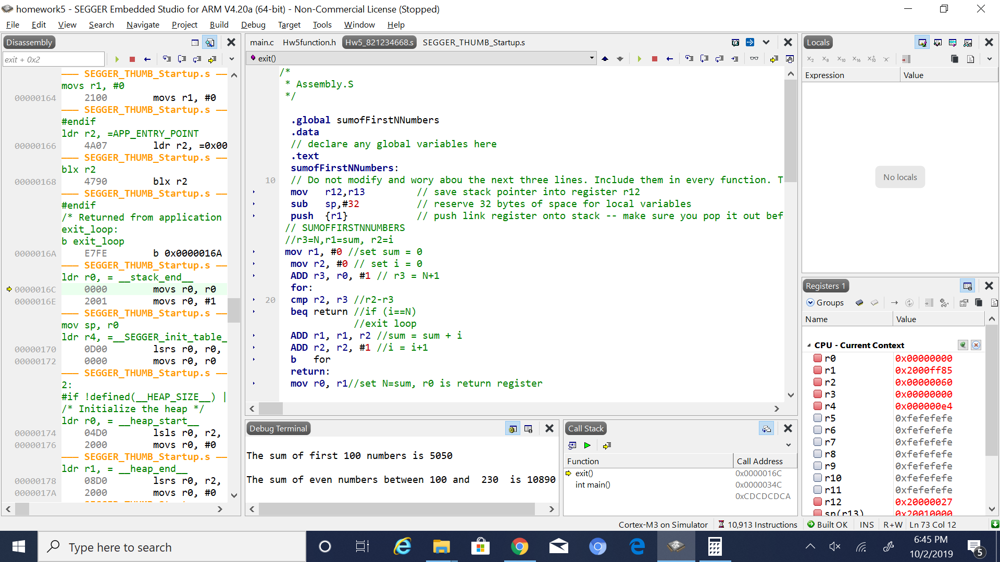 homework5 - SEGGER Embedded Studio for ARM V4.20a (64-bit) - Non-Commercial License (Stopped)
File Edit View Search Navigate Project Build Debug Target Tools Window Help
Disassembly
exit + 0x2
SEGGER_THUMB_Startup.s
movs r1, #0
00000164 2100 movs r1, #0
SEGGER_THUMB_Startup.s
#endif
ldr r2, =APP_ENTRY_POINT
00000166 4A07 ldr r2, =0x00
SEGGER_THUMB_Startup.s
blx r2
00000168 4790 blx r2
SEGGER_THUMB_Startup.s
#endif
/* Returned from application
exit_loop:
b exit_loop
0000016A E7FE b 0x0000016A
SEGGER_THUMB_Startup.s
ldr r0, = __stack_end__
0000016C 0000 movs r0, r0
0000016E 2001 movs r0, #1
SEGGER_THUMB_Startup.s
mov sp, r0
ldr r4, =__SEGGER_init_table_
00000170 0D00 lsrs r0, r0,
00000172 0000 movs r0, r0
SEGGER_THUMB_Startup.s
2:
#if !defined(__HEAP_SIZE__) |
/* Initialize the heap */
ldr r0, = __heap_start__
00000174 04D0 lsls r0, r2,
00000176 2000 movs r0, #0
SEGGER_THUMB_Startup.s
ldr r1, = __heap_end__
00000178 08D0 lsrs r0, r2,
0000017A 2000 movs r0, #0
main.c Hw5function.h Hw5_821234668.s SEGGER_THUMB_Startup.s
exit()
/*
* Assembly.S
*/
.global sumofFirstNNumbers
.data
// declare any global variables here
.text
sumofFirstNNumbers:
10 // Do not modify and wory abou the next three lines. Include them in every function. T
mov r12,r13 // save stack pointer into register r12
sub sp,#32 // reserve 32 bytes of space for local variables
push {r1} // push link register onto stack -- make sure you pop it out bef
// SUMOFFIRSTNNUMBERS
//r3=N,r1=sum, r2=i
mov r1, #0 //set sum = 0
mov r2, #0 // set i = 0
ADD r3, r0, #1 // r3 = N+1
for:
20 cmp r2, r3 //r2-r3
beq return //if (i==N)
//exit loop
ADD r1, r1, r2 //sum = sum + i
ADD r2, r2, #1 //i = i+1
b for
return:
mov r0, r1//set N=sum, r0 is return register
Debug Terminal
The sum of first 100 numbers is 5050
The sum of even numbers between 100 and 230 is 10890
Call Stack
Function Call Address
exit() 0x0000016C
int main() 0x0000034C
0xCDCDCDCA
Locals
Expression Value
No locals
Registers 1
Groups
Name Value
CPU - Current Context
r0 0x00000000
r1 0x2000ff85
r2 0x00000060
r3 0x00000000
r4 0x000000e4
r5 0xfefefefe
r6 0xfefefefe
r7 0xfefefefe
r8 0xfefefefe
r9 0xfefefefe
r10 0xfefefefe
r11 0xfefefefe
r12 0x20000027
sp(r13) 0x20010000
Cortex-M3 on Simulator 10,913 Instructions Built OK INS R+W Ln 73 Col 12
Type here to search
6:45 PM
10/2/2019
5